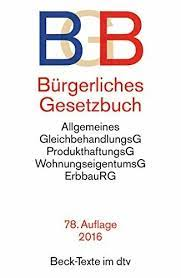 BGB
Bürgerliches
Gesetzbuch
Allgemeines
GleichbehandlungsG
ProdukthaftungsG
WohnungseigentumsG
ErbbauRG
78. Auflage
2016
Beck-Texte im dtv